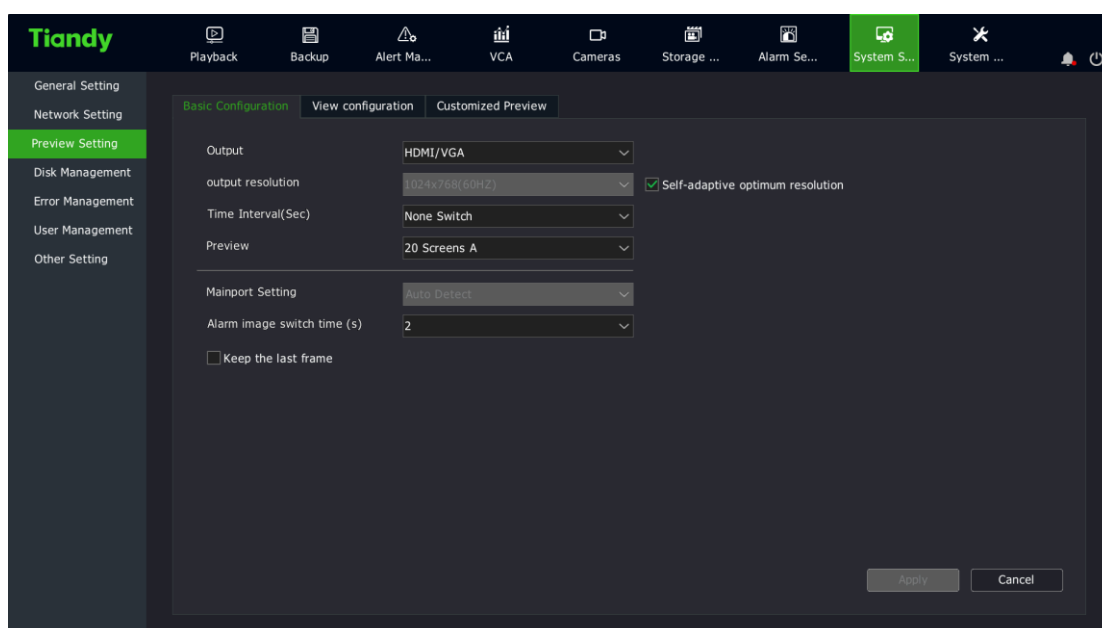 Tiandy
Playback
Backup
Alert Ma...
VCA
Cameras
Storage ...
Alarm Se...
System S...
System ...
General Setting
Network Setting
Preview Setting
Disk Management
Error Management
User Management
Other Setting
Basic Configuration
View configuration
Customized Preview
Output
HDMI/VGA
output resolution
1024x768(60HZ)
Self-adaptive optimum resolution
Time Interval(Sec)
None Switch
Preview
20 Screens A
Mainport Setting
Auto Detect
Alarm image switch time (s)
2
Keep the last frame
Apply
Cancel